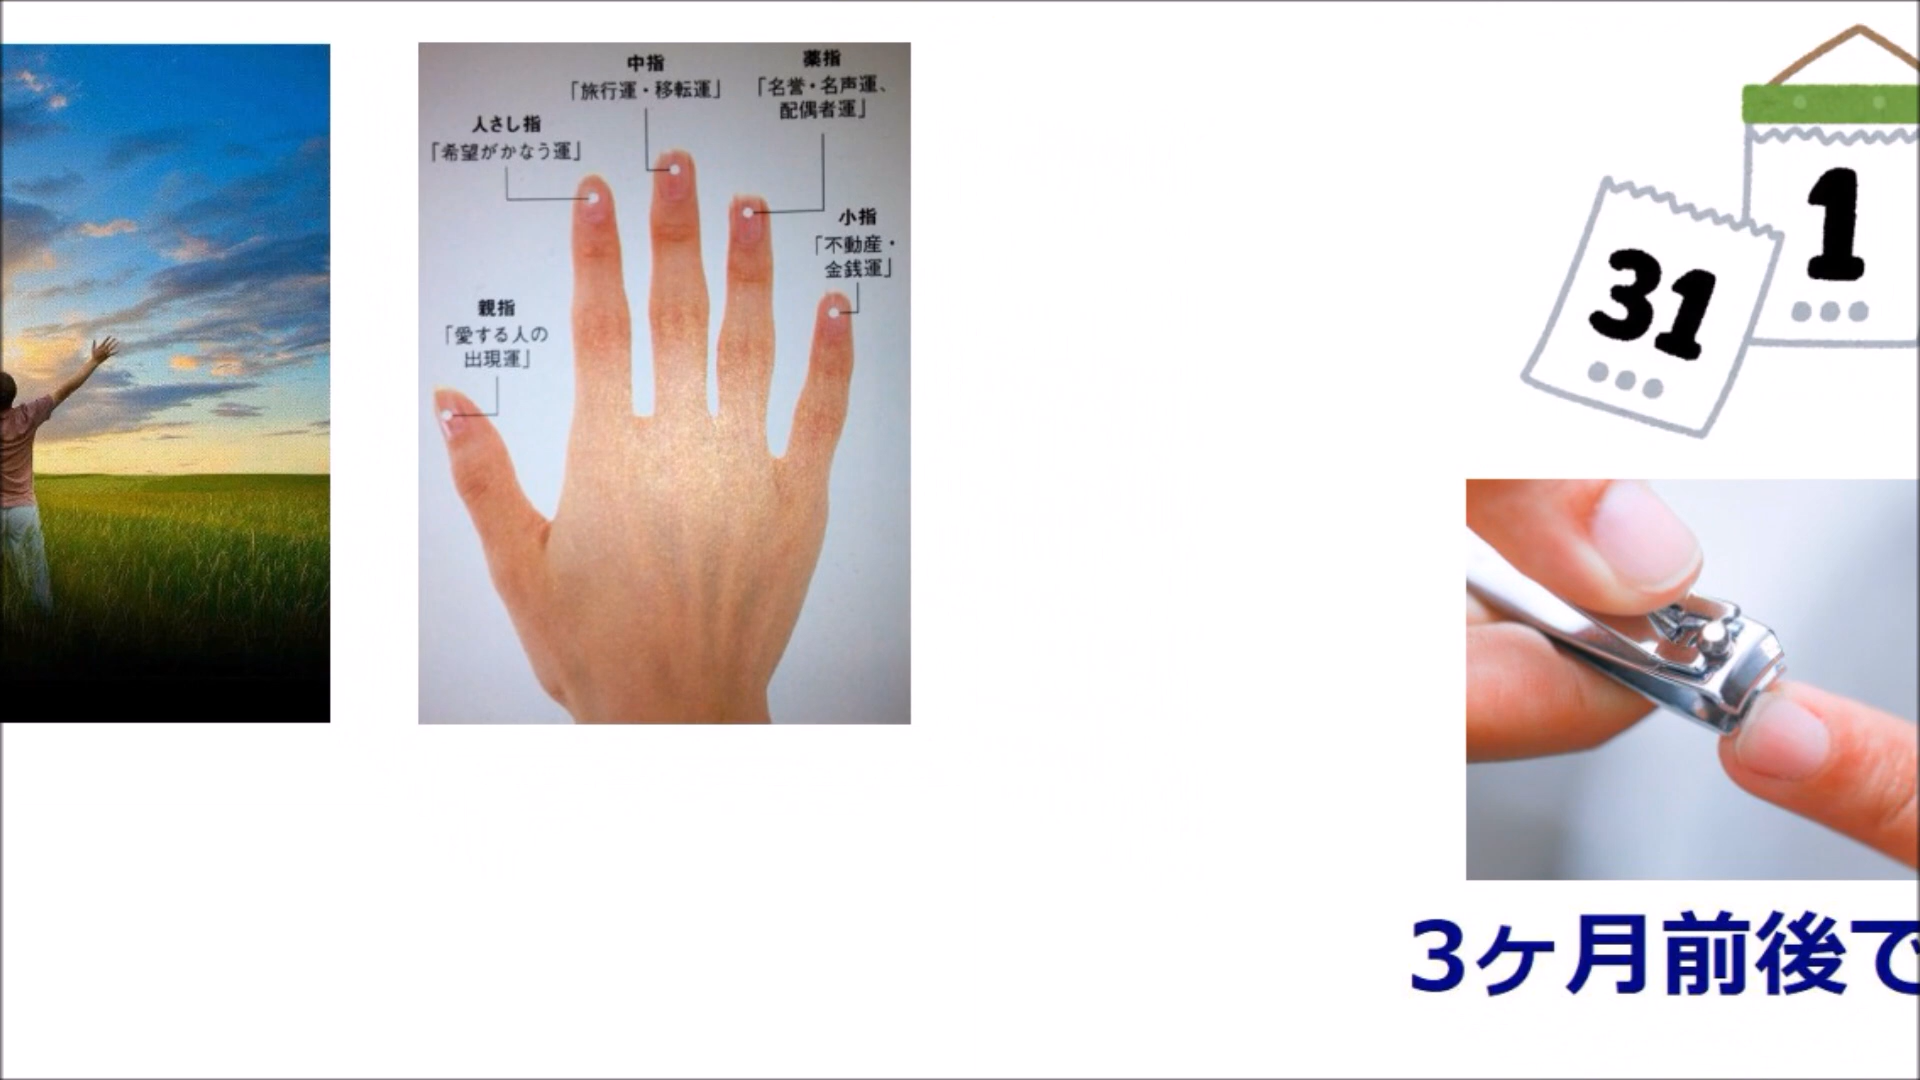 中指
「旅行運・移転運」
薬指
「名誉・名声運、
配偶者運」
人さし指
「希望がかなう運」
小指
「不動産・
金銭運」
親指
「愛する人の
出現運」
1
31
3ヶ月前後で